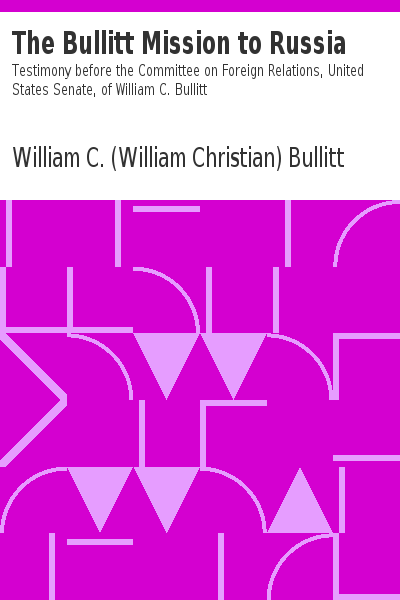 The Bullitt Mission to Russia
Testimony before the Committee on Foreign Relations, United
States Senate, of William C. Bullitt
William C. (William Christian) Bullitt